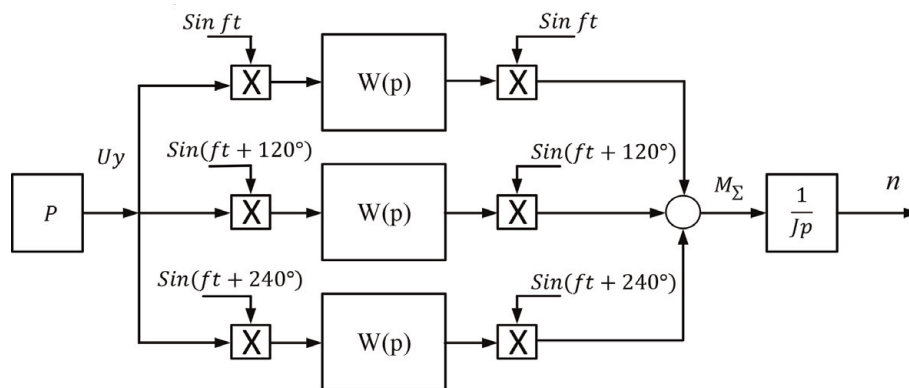 Sin ft
Sin ft
X
W(p)
X
Uy
Sin(ft + 120°)
Sin(ft + 120°)
P
X
W(p)
X
M_Σ
1
Jp
n
Sin(ft + 240°)
Sin(ft + 240°)
X
W(p)
X